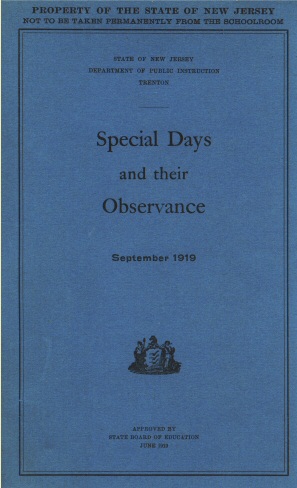 PROPERTY OF THE STATE OF NEW JERSEY
NOT TO BE TAKEN PERMANENTLY FROM THE SCHOOLROOM
STATE OF NEW JERSEY
DEPARTMENT OF PUBLIC INSTRUCTION
TRENTON
Special Days
and their
Observance
September 1919
APPROVED BY
STATE BOARD OF EDUCATION
JUNE 1919